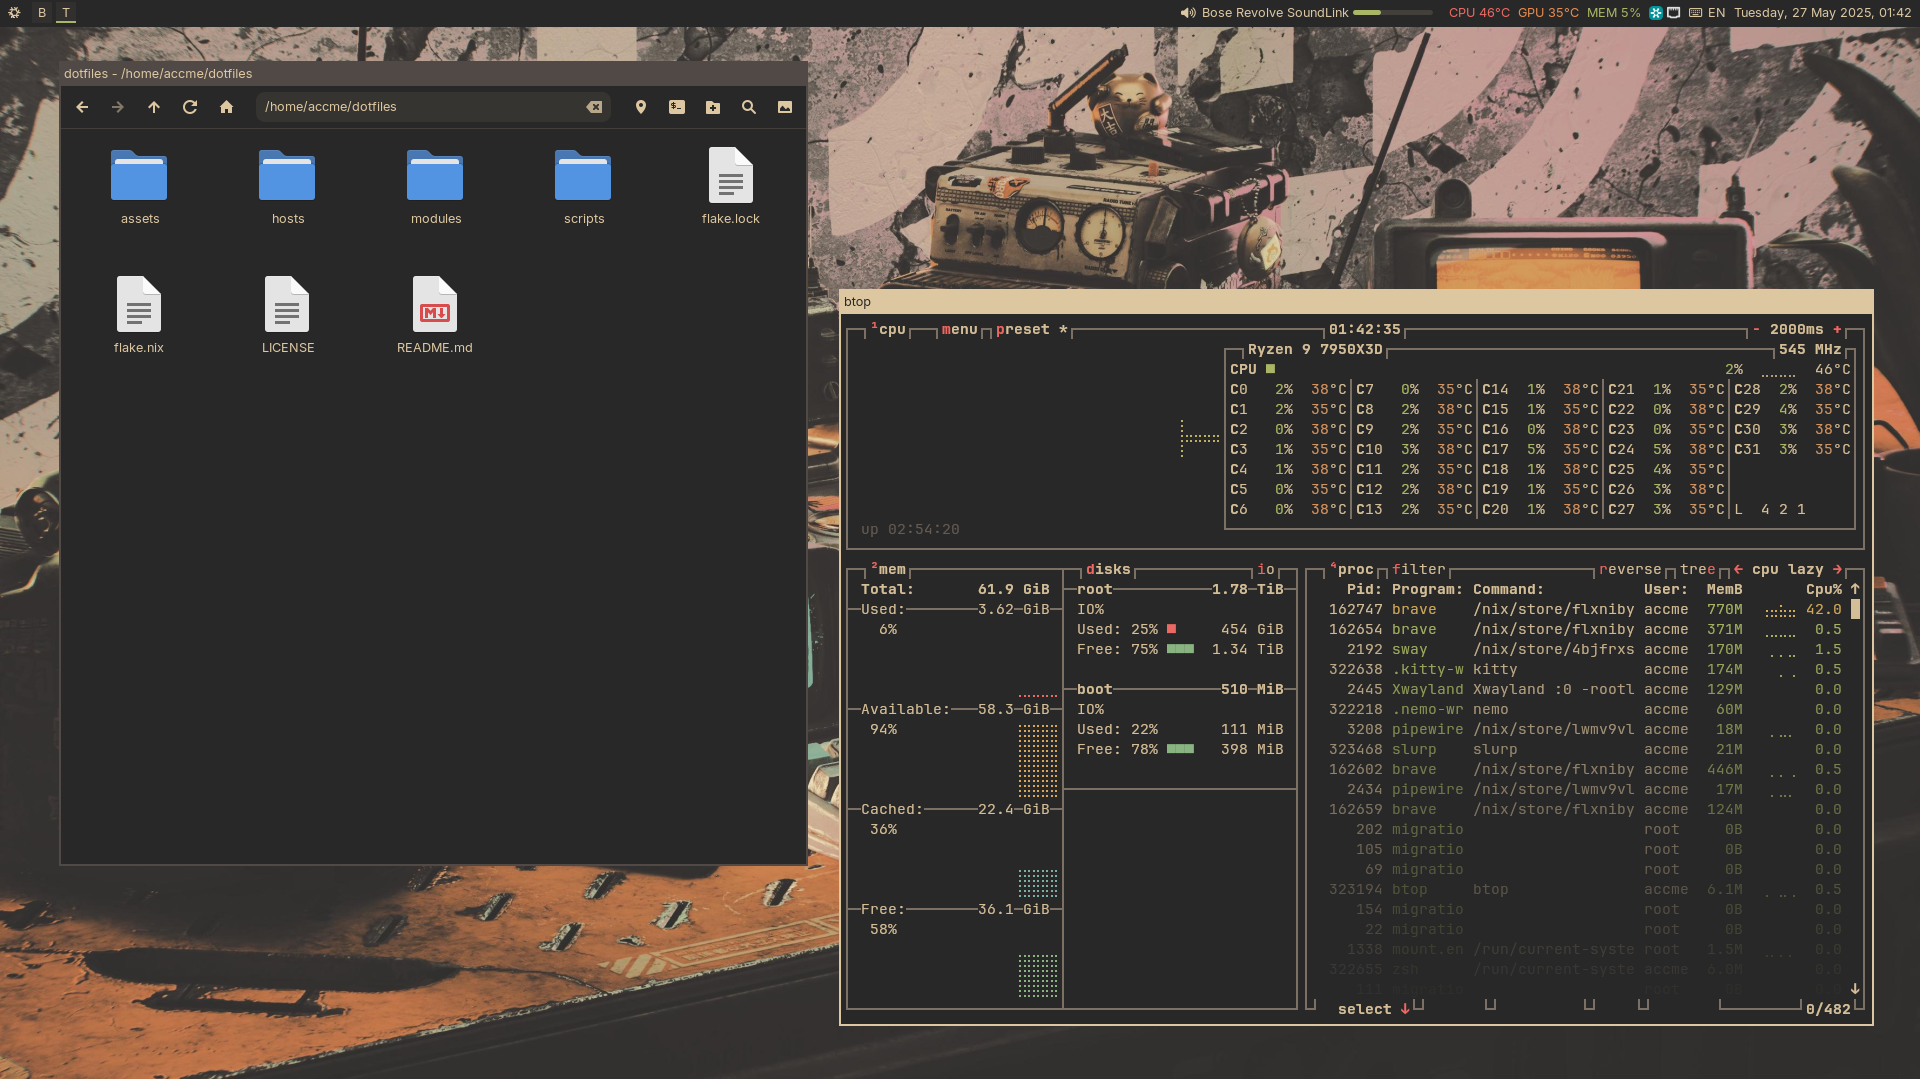 B T
Bose Revolve SoundLink CPU 46°C GPU 35°C MEM 5% EN Tuesday, 27 May 2025, 01:42
dotfiles - /home/accme/dotfiles
/home/accme/dotfiles
assets hosts modules scripts flake.lock
flake.nix LICENSE README.md
btop
¹cpu menu preset * 01:42:35 - 2000ms +
Ryzen 9 7950X3D 545 MHz
CPU 2% 46°C
C0 2% 38°C C7 0% 35°C C14 1% 38°C C21 1% 35°C C28 2% 38°C
C1 2% 35°C C8 2% 38°C C15 1% 35°C C22 0% 38°C C29 4% 35°C
C2 0% 38°C C9 2% 35°C C16 0% 38°C C23 0% 35°C C30 3% 38°C
C3 1% 35°C C10 3% 38°C C17 5% 35°C C24 5% 38°C C31 3% 35°C
C4 1% 38°C C11 2% 35°C C18 1% 38°C C25 4% 35°C
C5 0% 35°C C12 2% 38°C C19 1% 35°C C26 3% 38°C
C6 0% 38°C C13 2% 35°C C20 1% 38°C C27 3% 35°C L 4 2 1
up 02:54:20
²mem
Total: 61.9 GiB
Used: 3.62 GiB
6%
Available: 58.3 GiB
94%
Cached: 22.4 GiB
36%
Free: 36.1 GiB
58%
disks io
root 1.78 TiB
IO%
Used: 25% 454 GiB
Free: 75% 1.34 TiB
boot 510 MiB
IO%
Used: 22% 111 MiB
Free: 78% 398 MiB
⁴proc filter reverse tree ← cpu lazy →
Pid: Program: Command: User: MemB Cpu% ↑
162747 brave /nix/store/flxniby accme 770M 42.0
162654 brave /nix/store/flxniby accme 371M 0.5
2192 sway /nix/store/4bjfrxs accme 170M 1.5
322638 .kitty-w kitty accme 174M 0.5
2445 Xwayland Xwayland :0 -rootl accme 129M 0.0
322218 .nemo-wr nemo accme 60M 0.0
3208 pipewire /nix/store/lwmv9vl accme 18M 0.0
323468 slurp slurp accme 21M 0.0
162602 brave /nix/store/flxniby accme 446M 0.5
2434 pipewire /nix/store/lwmv9vl accme 17M 0.0
162659 brave /nix/store/flxniby accme 124M 0.0
202 migratio root 0B 0.0
105 migratio root 0B 0.0
69 migratio root 0B 0.0
323194 btop btop accme 6.1M 0.5
154 migratio root 0B 0.0
22 migratio root 0B 0.0
1338 mount.en /run/current-syste root 1.5M 0.0
322655 zsh /run/current-syste accme 6.0M 0.0
111 migratio root 0B 0.0
↓
select ↓ 0/482